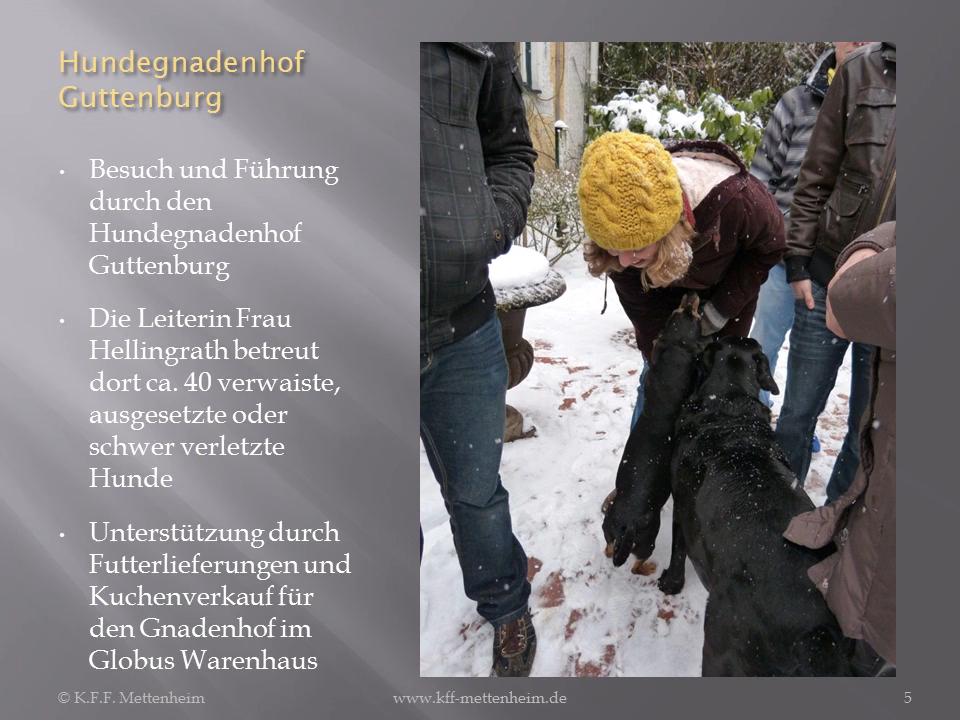 Hundegnadenhof
Guttenburg
• Besuch und Führung
durch den
Hundegnadenhof
Guttenburg
• Die Leiterin Frau
Hellingrath betreut
dort ca. 40 verwaiste,
ausgesetzte oder
schwer verletzte
Hunde
• Unterstützung durch
Futterlieferungen und
Kuchenverkauf für
den Gnadenhof im
Globus Warenhaus
© K.F.F. Mettenheim www.kff-mettenheim.de 5